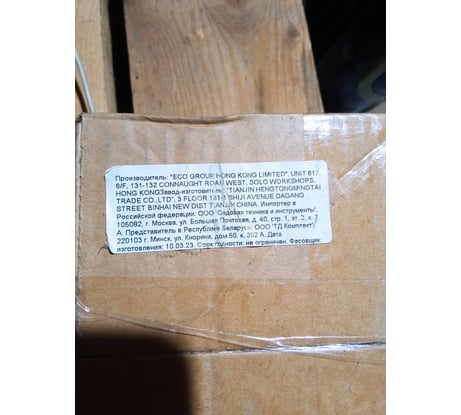 Производитель: "ECO GROUP HONG KONG LIMITED", UNIT 617,
6/F, 131-132 CONNAUGHT ROAD WEST, SOLO WORKSHOPS,
HONG KONGЗавод-изготовитель: "TIANJIN HENGTONGMINGTAI
TRADE CO.,LTD", 3 FLOOR 131-1 SHIJI AVENUE DAGANG
STREET BINHAI NEW DIST TIANJIN CHINA. Импортер в
Российской федерации: ООО 'Садовая техника и инструменты',
105082, г. Москва, ул. Большая Почтовая, д. 40, стр. 1, эт. 3, к. 7
А. Представитель в Республике Беларусь: ООО "ТД Комплект",
220103 г. Минск, ул. Кнорина, дом 50, к. 302 А, Дата
изготовления: 10.03.23. Срок годности: не ограничен. Фасовщик: